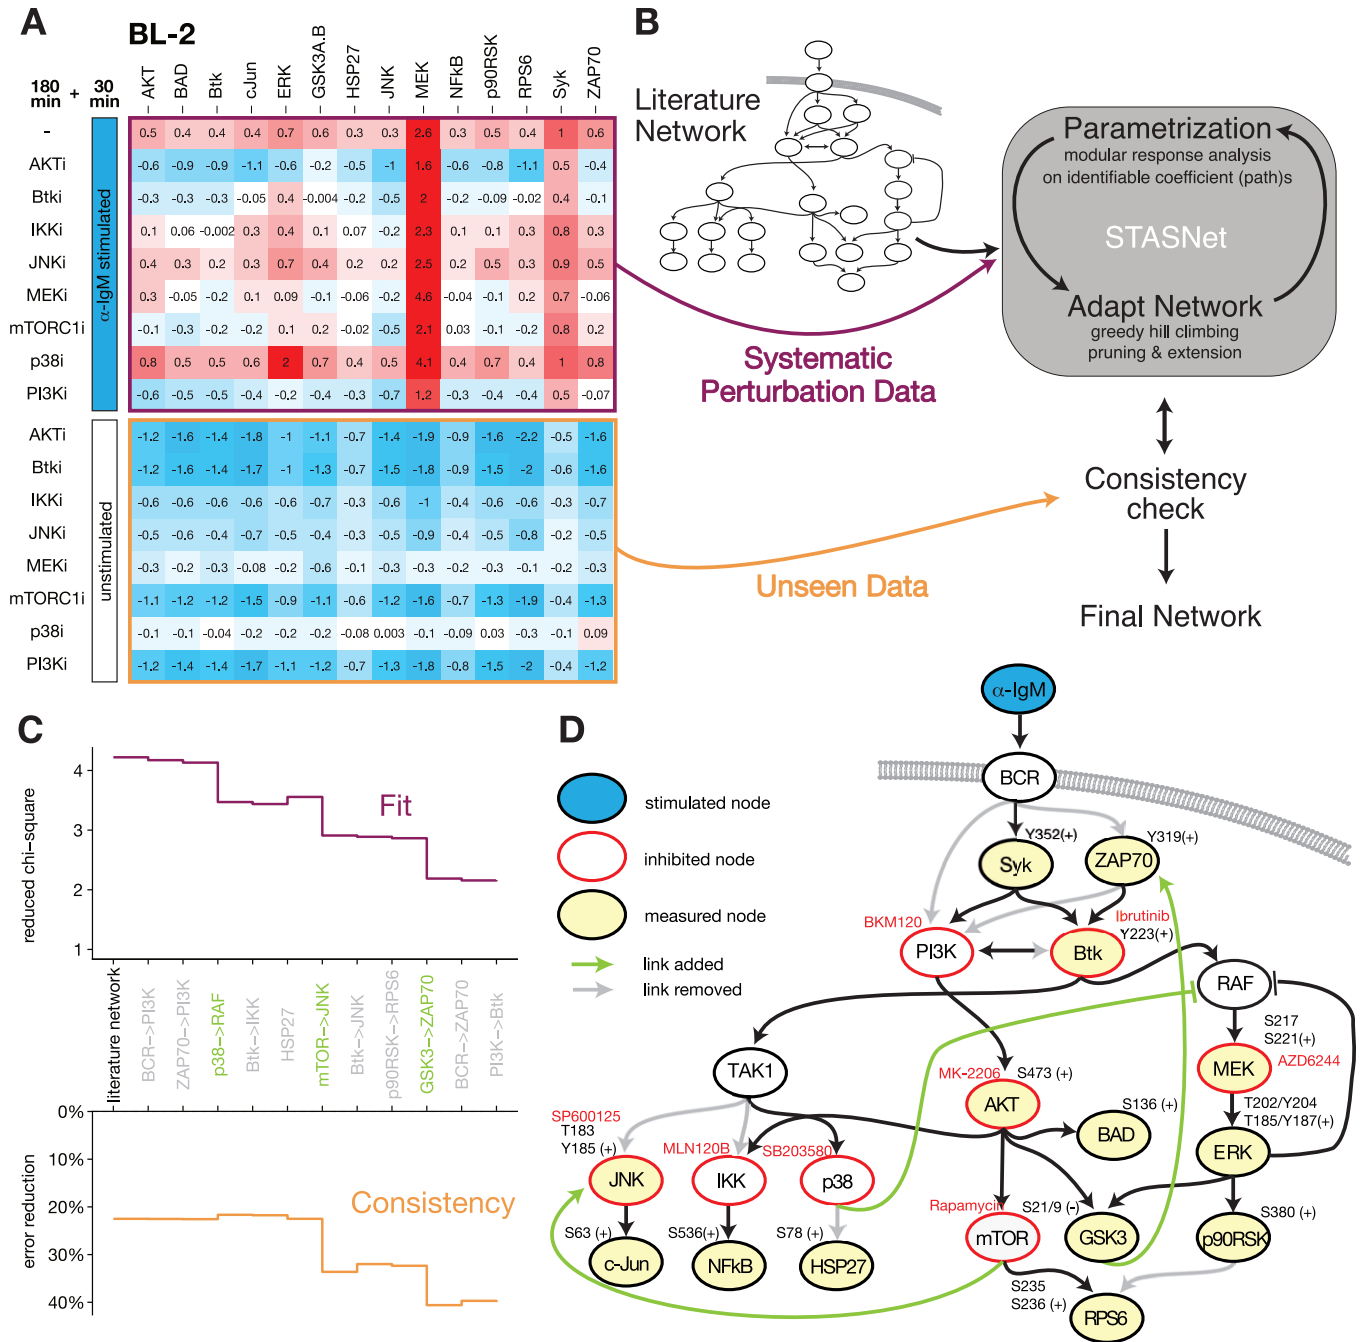 A
BL-2
180 min + 30 min
AKT BAD Btk cJun ERK GSK3A.B HSP27 JNK MEK NFkB p90RSK RPS6 Syk ZAP70
α-IgM stimulated
- 0.5 0.4 0.4 0.4 0.7 0.6 0.3 0.3 2.6 0.3 0.5 0.4 1 0.6
AKTi -0.6 -0.9 -0.9 -1.1 -0.6 -0.2 -0.5 -1 1.6 -0.6 -0.8 -1.1 0.5 -0.4
Btki -0.3 -0.3 -0.3 -0.05 0.4 -0.004 -0.2 -0.5 2 -0.2 -0.09 -0.02 0.4 -0.1
IKKi 0.1 0.06 -0.002 0.3 0.4 0.1 0.07 -0.2 2.3 0.1 0.1 0.3 0.8 0.3
JNKi 0.4 0.3 0.2 0.3 0.7 0.4 0.2 0.2 2.5 0.2 0.5 0.3 0.9 0.5
MEKi 0.3 -0.05 -0.2 0.1 0.09 -0.1 -0.06 -0.2 4.6 -0.04 -0.1 0.2 0.7 -0.06
mTORC1i -0.1 -0.3 -0.2 -0.2 0.1 0.2 -0.02 -0.5 2.1 0.03 -0.1 -0.2 0.8 0.2
p38i 0.8 0.5 0.5 0.6 2 0.7 0.4 0.5 4.1 0.4 0.7 0.4 1 0.8
PI3Ki -0.6 -0.5 -0.5 -0.4 -0.2 -0.4 -0.3 -0.7 1.2 -0.3 -0.4 -0.4 0.5 -0.07
unstimulated
AKTi -1.2 -1.6 -1.4 -1.8 -1 -1.1 -0.7 -1.4 -1.9 -0.9 -1.6 -2.2 -0.5 -1.6
Btki -1.2 -1.6 -1.4 -1.7 -1 -1.3 -0.7 -1.5 -1.8 -0.9 -1.5 -2 -0.6 -1.6
IKKi -0.6 -0.6 -0.6 -0.6 -0.6 -0.7 -0.3 -0.6 -1 -0.4 -0.6 -0.6 -0.3 -0.7
JNKi -0.5 -0.6 -0.4 -0.7 -0.5 -0.4 -0.3 -0.5 -0.9 -0.4 -0.5 -0.8 -0.2 -0.5
MEKi -0.3 -0.2 -0.3 -0.08 -0.2 -0.6 -0.1 -0.3 -0.3 -0.2 -0.3 -0.1 -0.2 -0.3
mTORC1i -1.1 -1.2 -1.2 -1.5 -0.9 -1.1 -0.6 -1.2 -1.6 -0.7 -1.3 -1.9 -0.4 -1.3
p38i -0.1 -0.1 -0.04 -0.2 -0.2 -0.2 -0.08 0.003 -0.1 -0.09 0.03 -0.3 -0.1 0.09
PI3Ki -1.2 -1.4 -1.4 -1.7 -1.1 -1.2 -0.7 -1.3 -1.8 -0.8 -1.5 -2 -0.4 -1.2
B
Literature
Network
Systematic
Perturbation Data
Unseen Data
Parametrization
modular response analysis
on identifiable coefficient (path)s
STASNet
Adapt Network
greedy hill climbing
pruning & extension
Consistency
check
Final Network
C
reduced chi-square
4
3
2
1
Fit
literature network
BCR->PI3K
ZAP70->PI3K
p38->RAF
Btk->IKK
HSP27
mTOR->JNK
Btk->JNK
p90RSK->RPS6
GSK3->ZAP70
BCR->ZAP70
PI3K->Btk
error reduction
0%
10%
20%
30%
40%
Consistency
D
stimulated node
inhibited node
measured node
link added
link removed
α-IgM
BCR
Y352(+)
Syk
Y319(+)
ZAP70
BKM120
PI3K
Ibrutinib
Y223(+)
Btk
RAF
S217
S221(+)
MEK
AZD6244
TAK1
MK-2206
S473 (+)
AKT
S136 (+)
BAD
T202/Y204
T185/Y187(+)
ERK
SP600125
T183
Y185 (+)
JNK
MLN120B
IKK
SB203580
p38
Rapamycin
mTOR
S21/9 (-)
GSK3
S380 (+)
p90RSK
S63 (+)
c-Jun
S536(+)
NFkB
S78 (+)
HSP27
S235
S236 (+)
RPS6